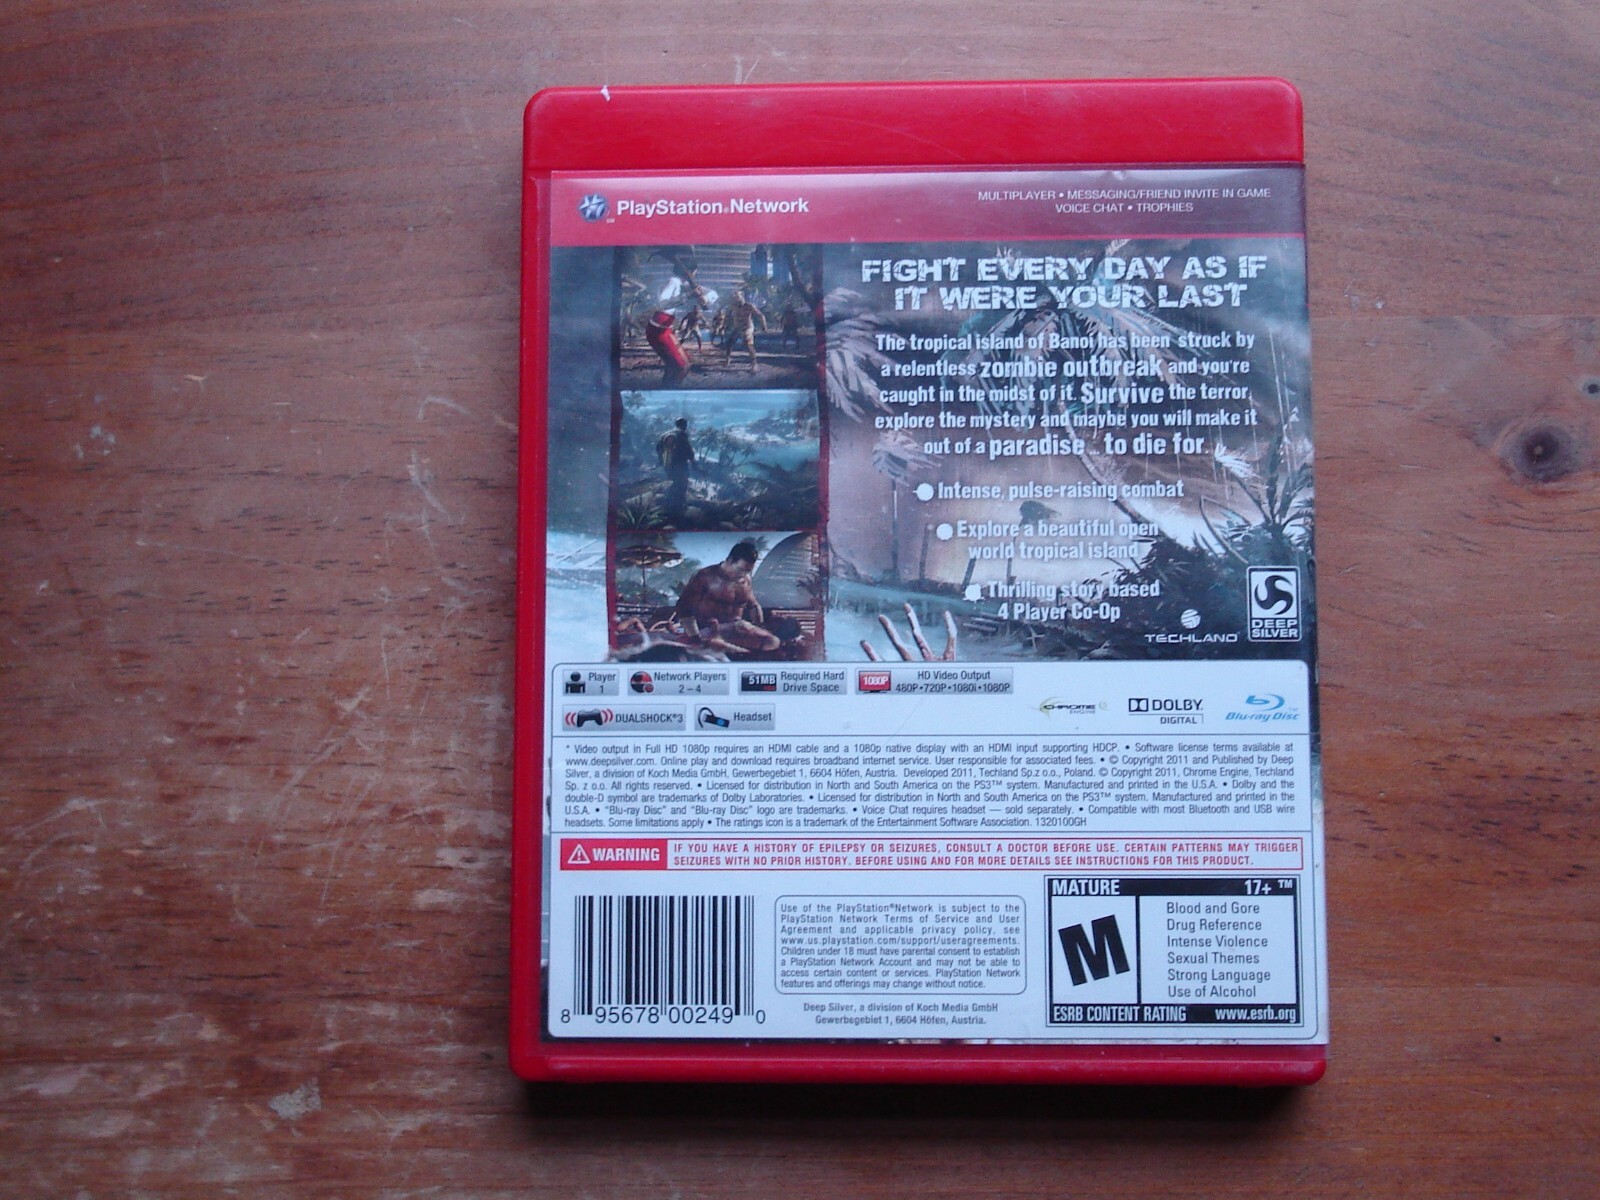 PlayStation®Network
MULTIPLAYER • MESSAGING/FRIEND INVITE IN GAME
VOICE CHAT • TROPHIES
FIGHT EVERY DAY AS IF
IT WERE YOUR LAST
The tropical island of Banoi has been struck by
a relentless zombie outbreak and you're
caught in the midst of it. Survive the terror,
explore the mystery and maybe you will make it
out of a paradise... to die for.
Intense, pulse-raising combat
Explore a beautiful open
world tropical island
Thrilling story based
4 Player Co-Op
TECHLAND
DEEP
SILVER
Player
1
Network Players
2 – 4
51MB
Required Hard
Drive Space
1080P
HD Video Output
480P•720P•1080i•1080P
DUALSHOCK®3
Headset
CHROME
ENGINE
DOLBY
DIGITAL
Blu-ray Disc™
* Video output in Full HD 1080p requires an HDMI cable and a 1080p native display with an HDMI input supporting HDCP. • Software license terms available at
www.deepsilver.com. Online play and download requires broadband internet service. User responsible for associated fees. • © Copyright 2011 and Published by Deep
Silver, a division of Koch Media GmbH, Gewerbegebiet 1, 6604 Höfen, Austria. Developed 2011, Techland Sp.z o.o., Poland. © Copyright 2011, Chrome Engine, Techland
Sp. z o.o. All rights reserved. • Licensed for distribution in North and South America on the PS3™ system. Manufactured and printed in the U.S.A. • Dolby and the
double-D symbol are trademarks of Dolby Laboratories. • Licensed for distribution in North and South America on the PS3™ system. Manufactured and printed in the
U.S.A. • "Blu-ray Disc" and "Blu-ray Disc" logo are trademarks. • Voice Chat requires headset — sold separately. • Compatible with most Bluetooth and USB wire
headsets. Some limitations apply • The ratings icon is a trademark of the Entertainment Software Association. 1320100GH
WARNING
IF YOU HAVE A HISTORY OF EPILEPSY OR SEIZURES, CONSULT A DOCTOR BEFORE USE. CERTAIN PATTERNS MAY TRIGGER
SEIZURES WITH NO PRIOR HISTORY. BEFORE USING AND FOR MORE DETAILS SEE INSTRUCTIONS FOR THIS PRODUCT.
8 95678 00249 0
Use of the PlayStation®Network is subject to the
PlayStation Network Terms of Service and User
Agreement and applicable privacy policy, see
www.us.playstation.com/support/useragreements.
Children under 18 must have parental consent to establish
a PlayStation Network Account and may not be able to
access certain content or services. PlayStation Network
features and offerings may change without notice.
Deep Silver, a division of Koch Media GmbH
Gewerbegebiet 1, 6604 Höfen, Austria.
MATURE 17+ ™
M
Blood and Gore
Drug Reference
Intense Violence
Sexual Themes
Strong Language
Use of Alcohol
ESRB CONTENT RATING www.esrb.org